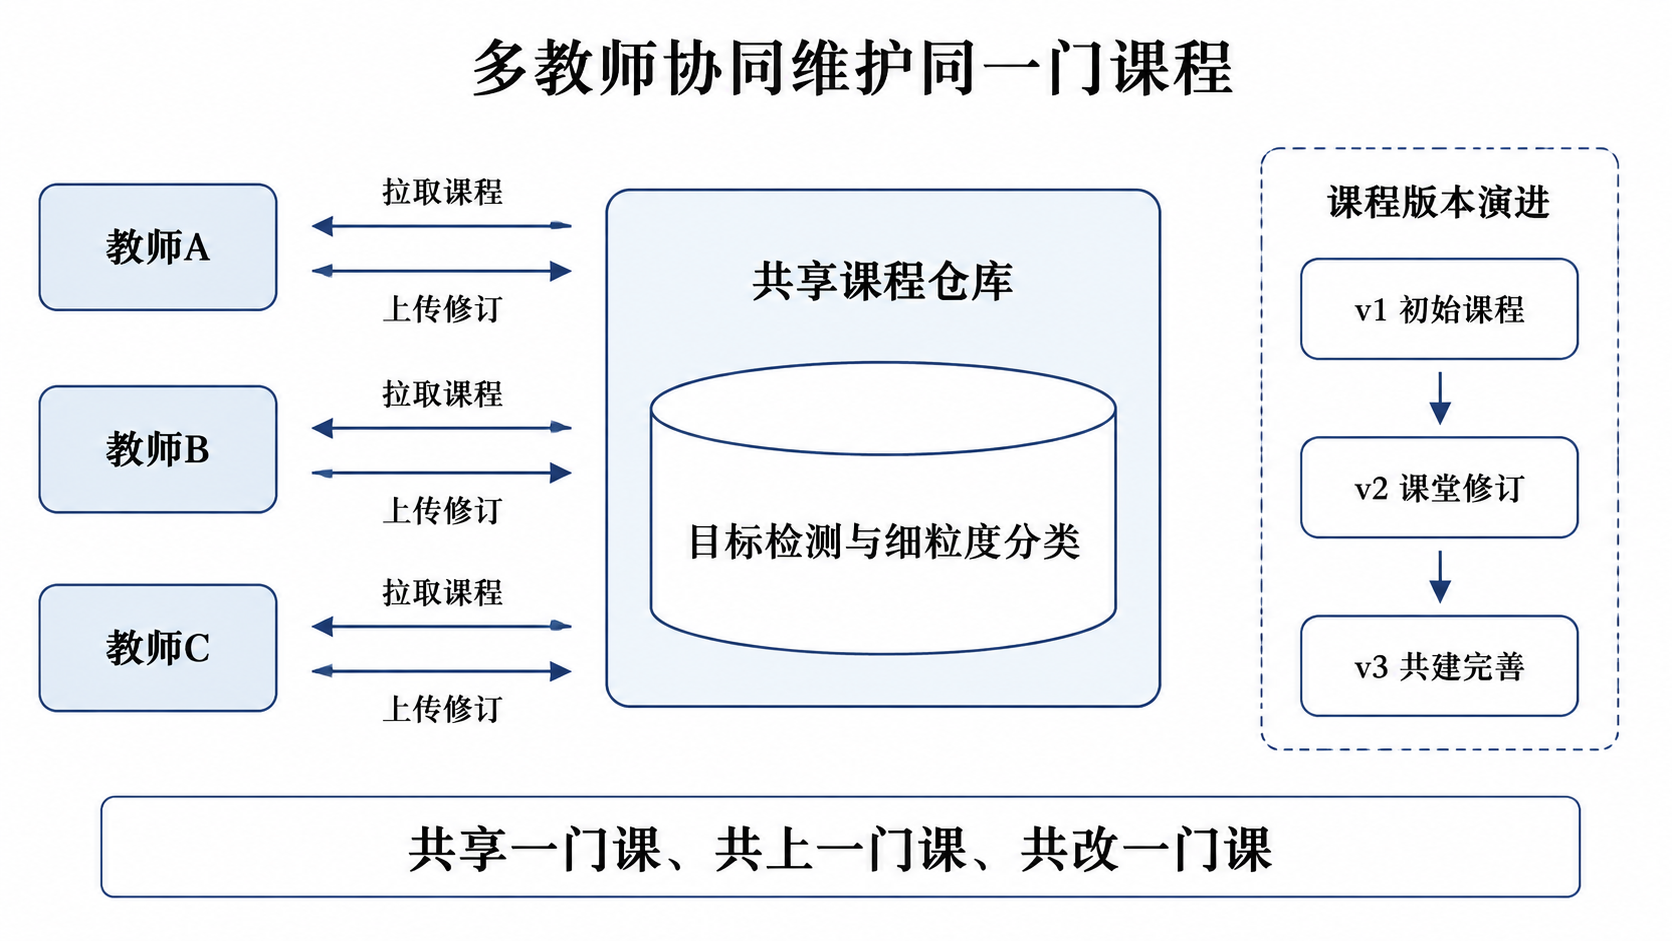 多教师协同维护同一门课程
教师A
拉取课程
上传修订
教师B
拉取课程
上传修订
教师C
拉取课程
上传修订
共享课程仓库
目标检测与细粒度分类
课程版本演进
v1 初始课程
v2 课堂修订
v3 共建完善
共享一门课、共上一门课、共改一门课